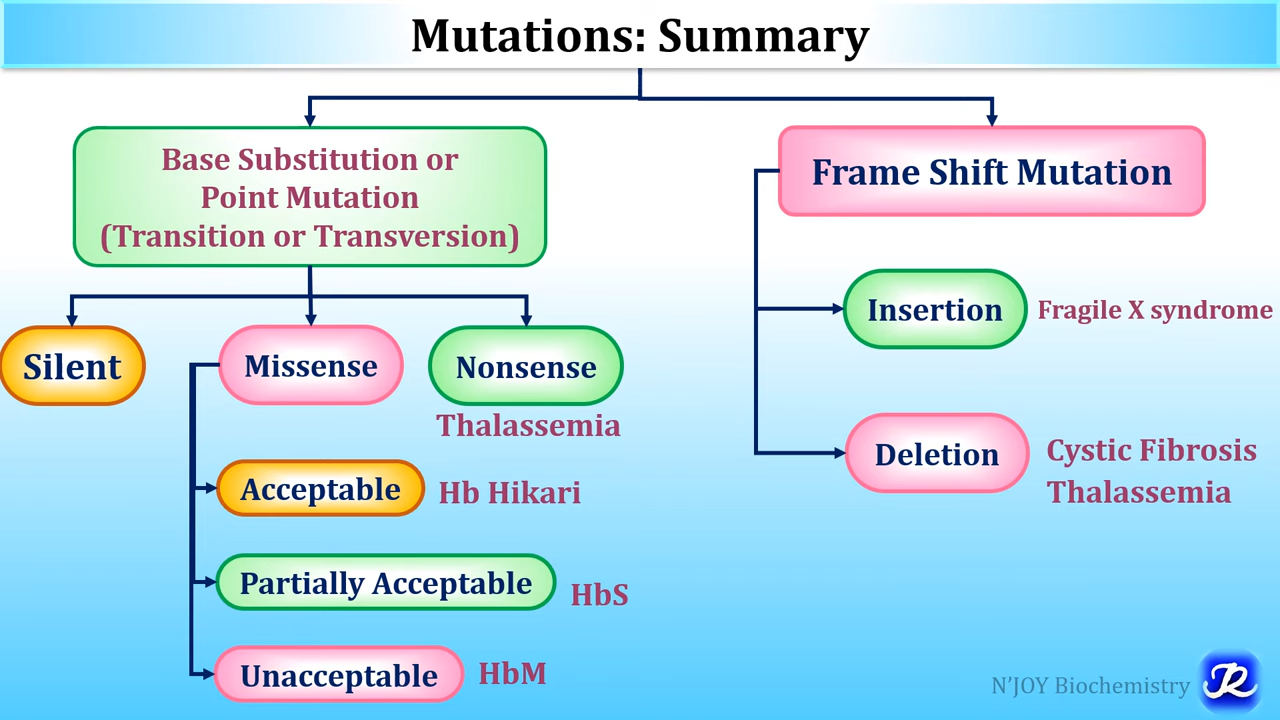 Mutations: Summary
Base Substitution or
Point Mutation
(Transition or Transversion)
Frame Shift Mutation
Silent
Missense
Nonsense
Thalassemia
Acceptable
Hb Hikari
Partially Acceptable
HbS
Unacceptable
HbM
Insertion
Fragile X syndrome
Deletion
Cystic Fibrosis
Thalassemia
N'JOY Biochemistry